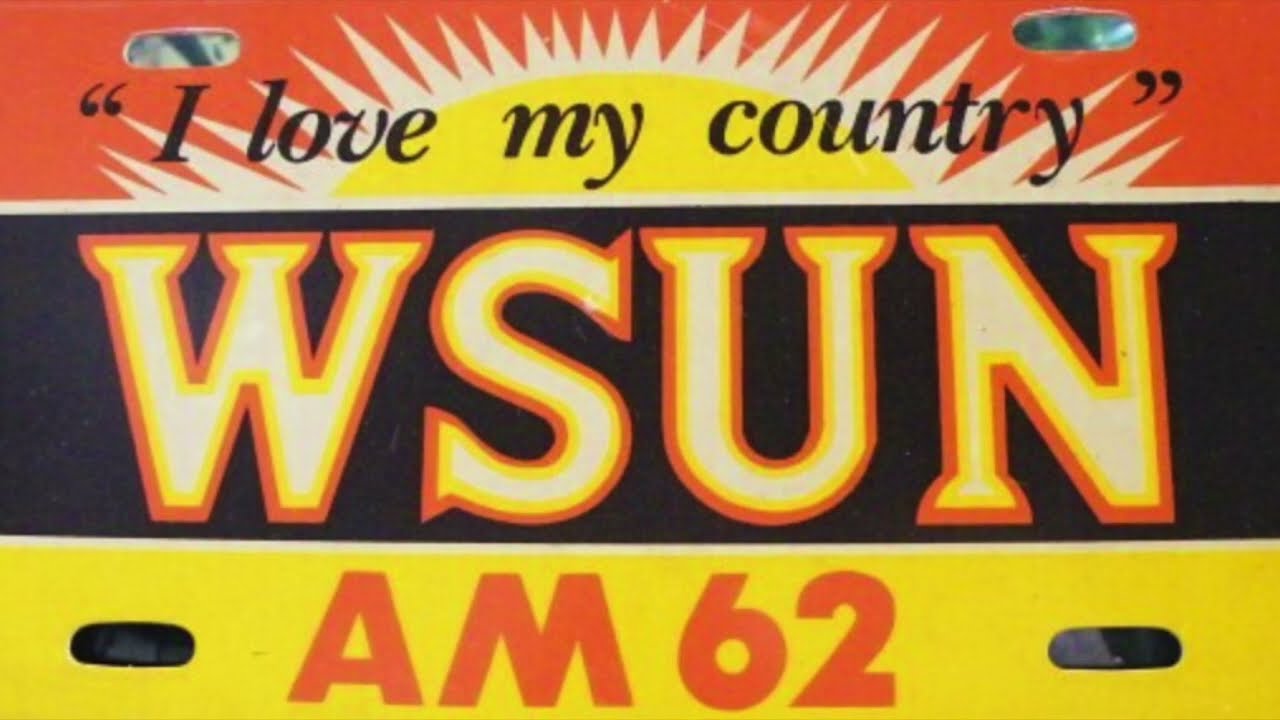 “I love my country”
WSUN
AM 62